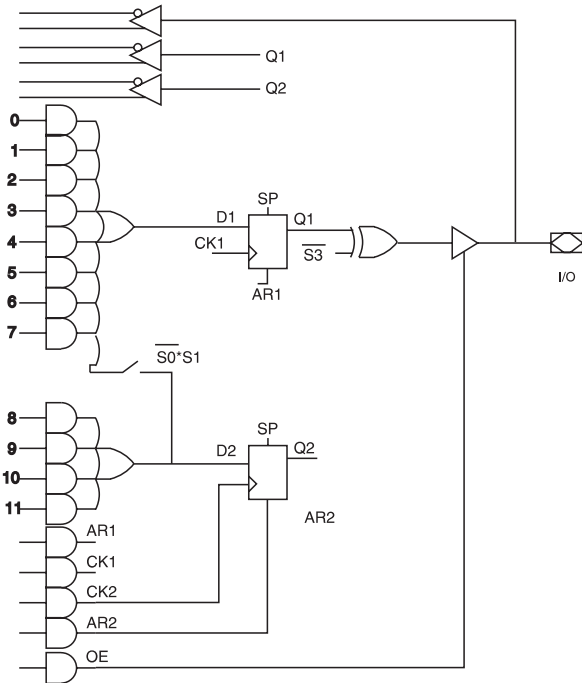 Q1
Q2
0
1
2
3
4
5
6
7
SP
D1
Q1
CK1
S3
AR1
I/O
S0*S1
8
9
10
11
SP
D2
Q2
AR2
AR1
CK1
CK2
AR2
OE